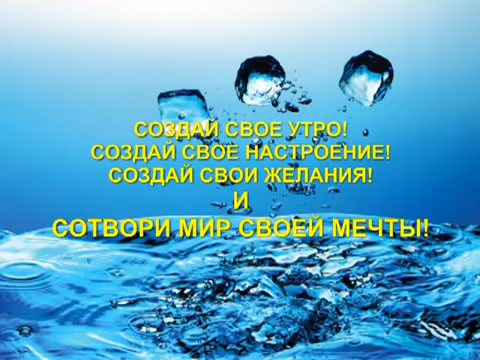 СОЗДАЙ СВОЕ УТРО!
СОЗДАЙ СВОЕ НАСТРОЕНИЕ!
СОЗДАЙ СВОИ ЖЕЛАНИЯ!
И
СОТВОРИ МИР СВОЕЙ МЕЧТЫ!